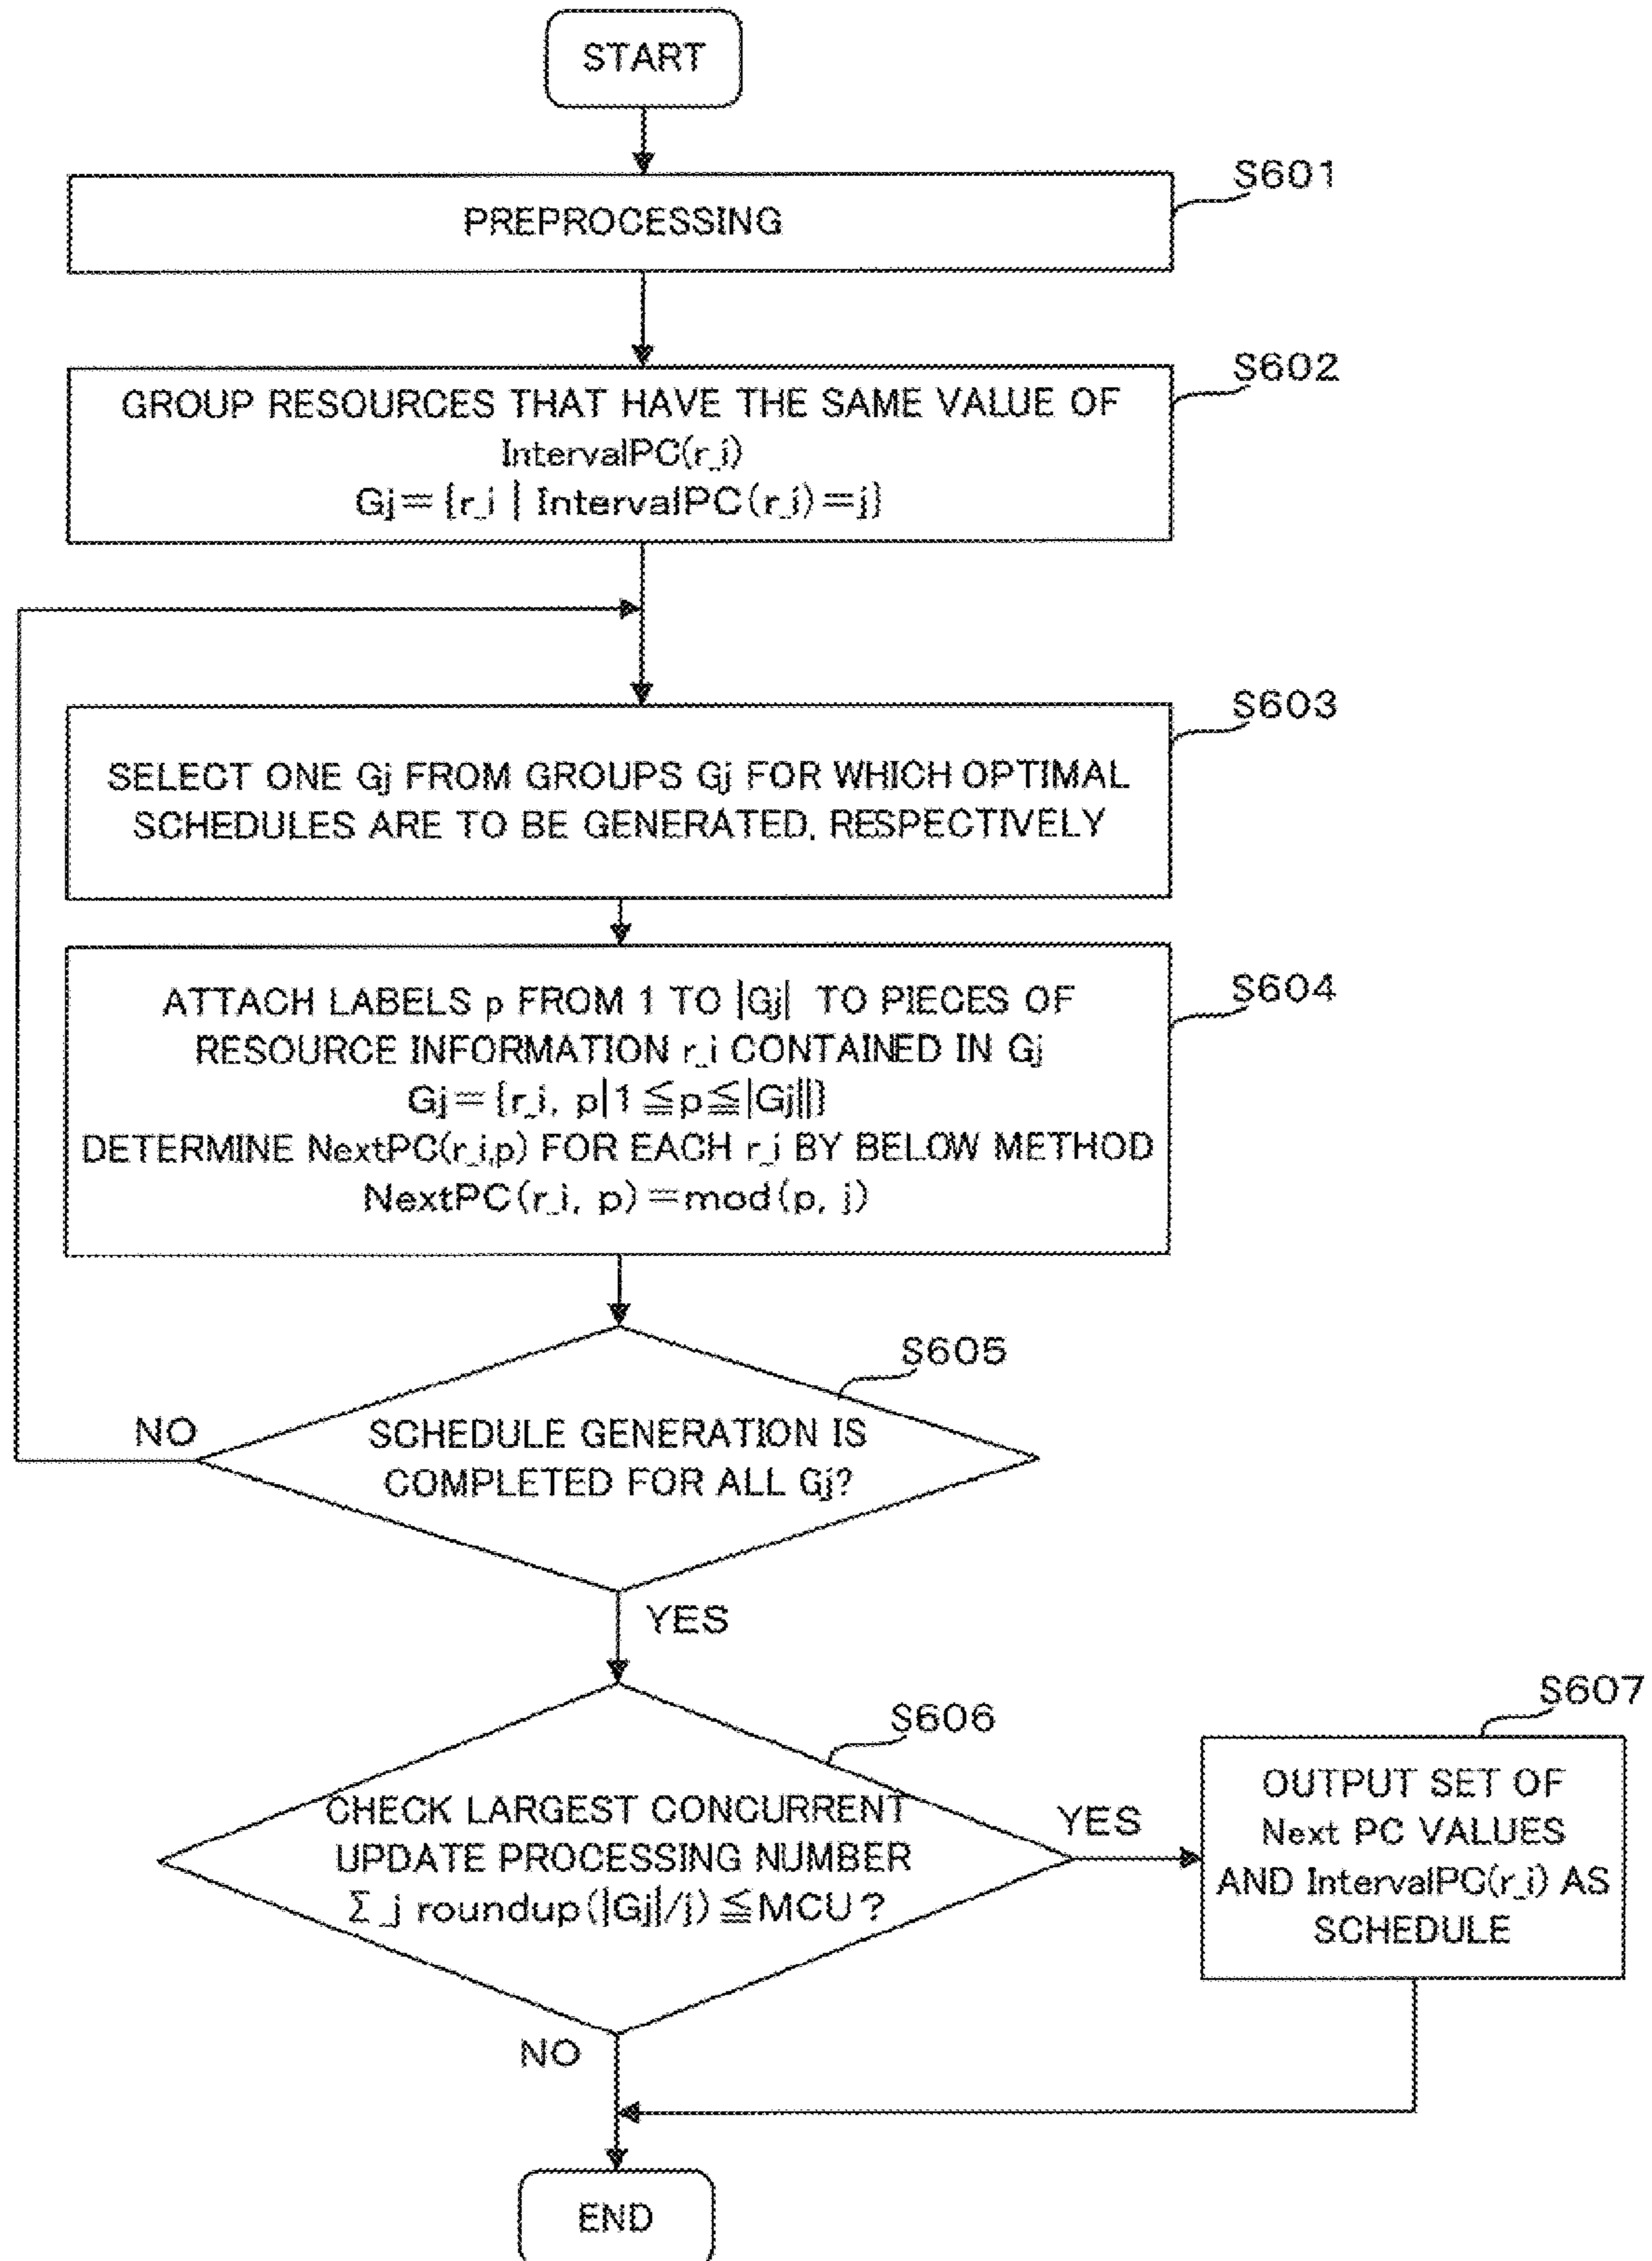 START
S601
PREPROCESSING
S602
GROUP RESOURCES THAT HAVE THE SAME VALUE OF
IntervalPC(r_i)
Gj={r_i | IntervalPC(r_i)=j}
S603
SELECT ONE Gj FROM GROUPS Gj FOR WHICH OPTIMAL
SCHEDULES ARE TO BE GENERATED, RESPECTIVELY
S604
ATTACH LABELS p FROM 1 TO |Gj| TO PIECES OF
RESOURCE INFORMATION r_i CONTAINED IN Gj
Gj={r_i, p|1≦p≦|Gj|}
DETERMINE NextPC(r_i,p) FOR EACH r_i BY BELOW METHOD
NextPC(r_i, p)=mod(p, j)
S605
NO
SCHEDULE GENERATION IS
COMPLETED FOR ALL Gj?
YES
S606
CHECK LARGEST CONCURRENT
UPDATE PROCESSING NUMBER
Σ_j roundup(|Gj|/j)≦MCU?
YES
S607
OUTPUT SET OF
Next PC VALUES
AND IntervalPC(r_i) AS
SCHEDULE
NO
END